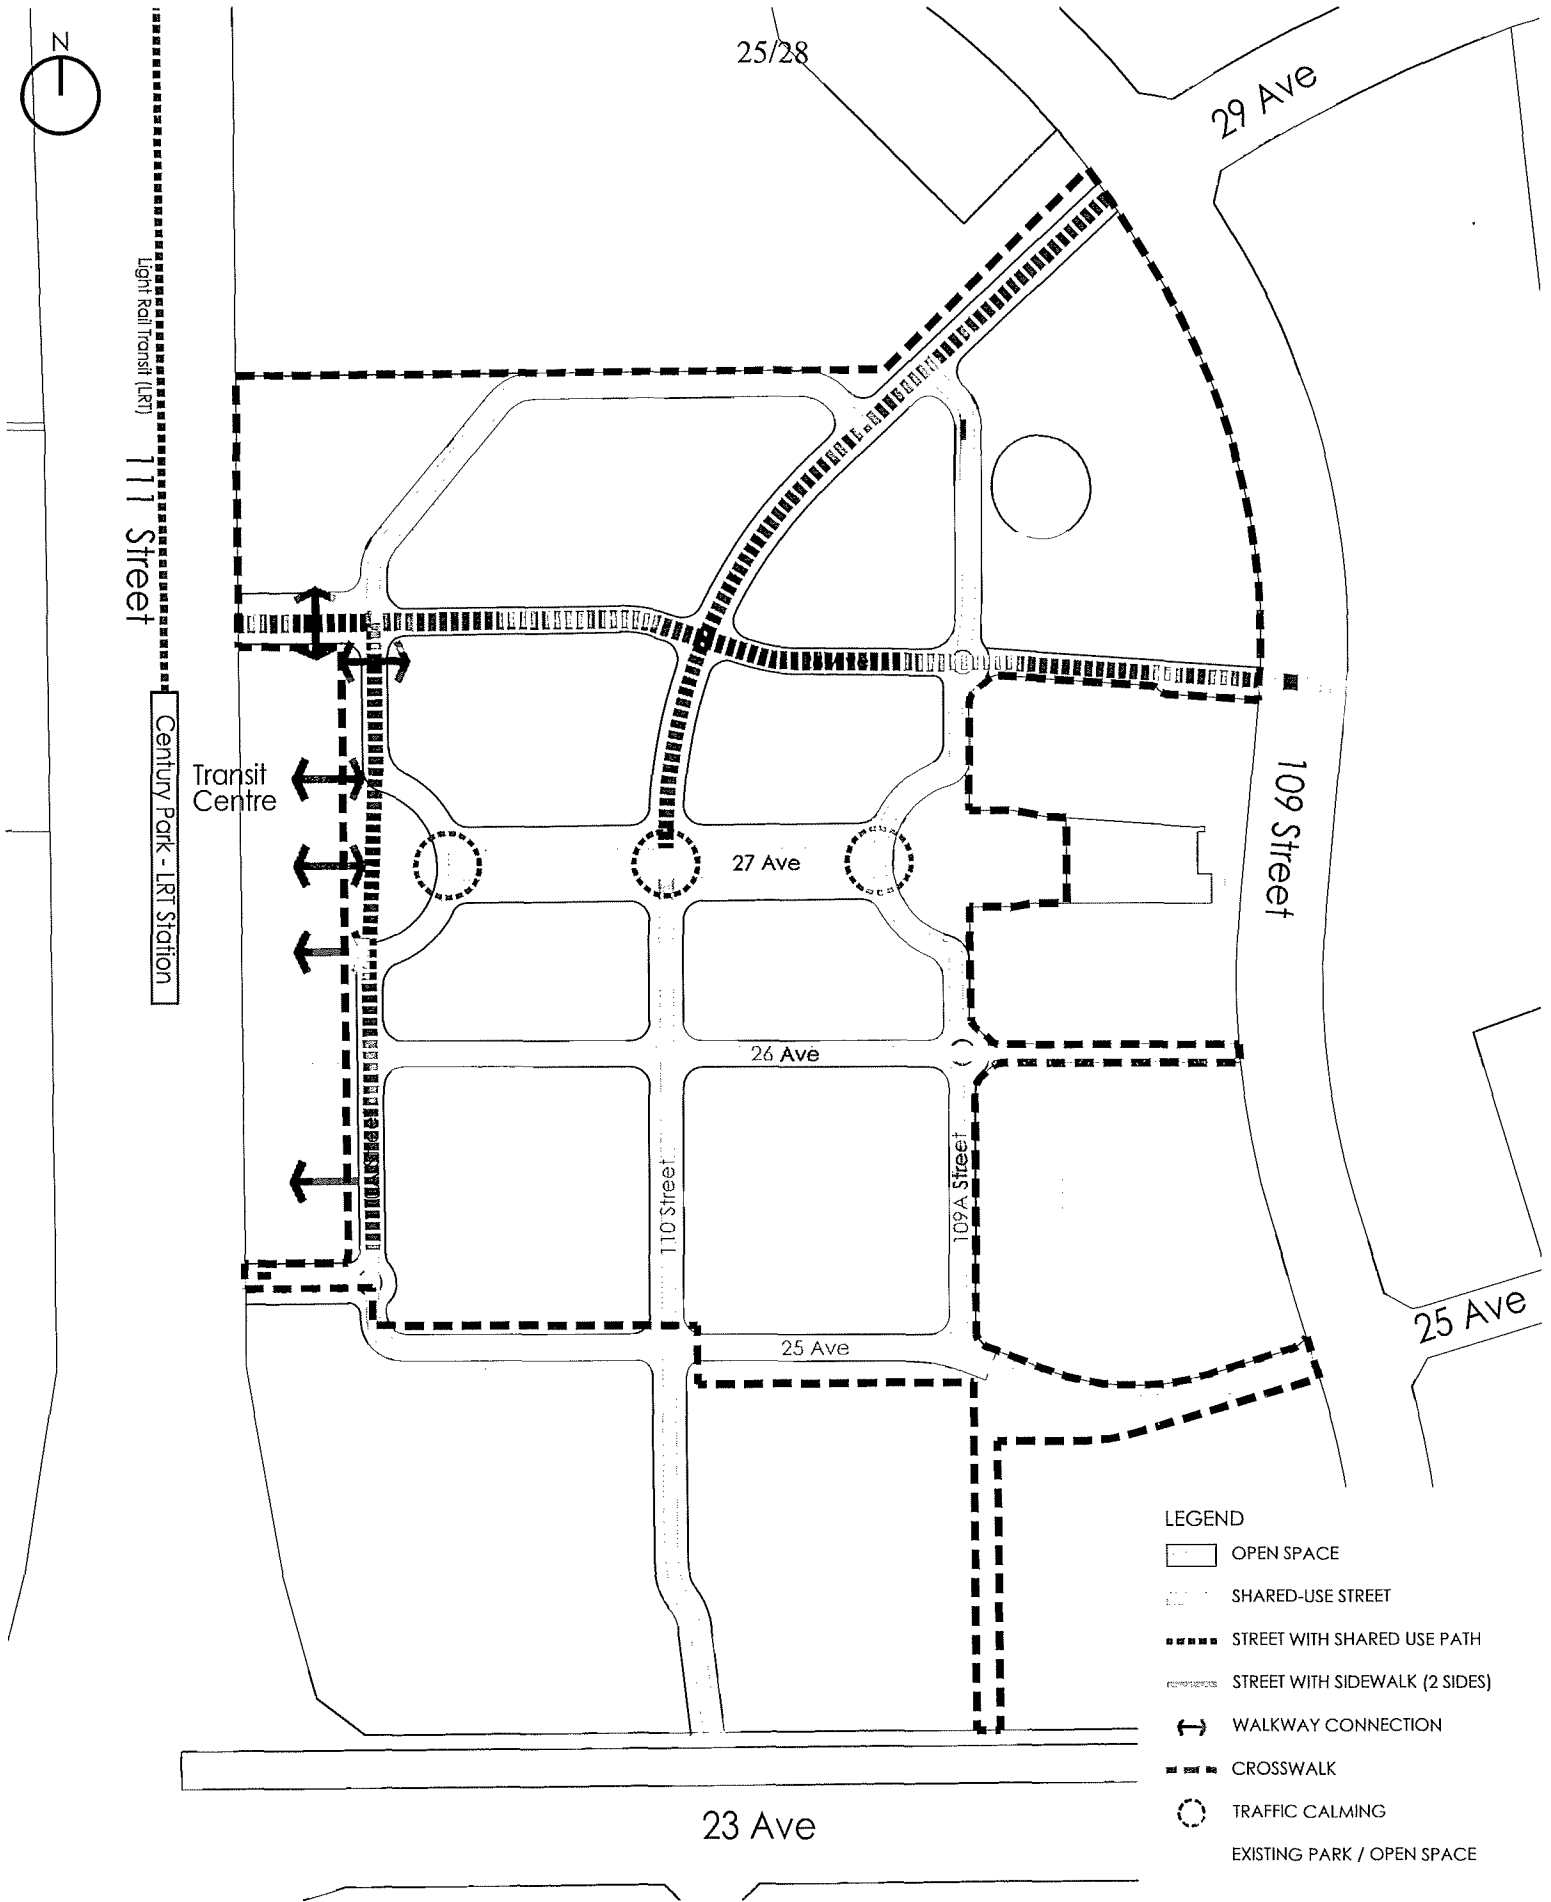 N
25/28
29 Ave
Light Rail Transit (LRT)
111 Street
Century Park - LRT Station
Transit
Centre
27 Ave
109 Street
26 Ave
110 Street
109A Street
25 Ave
25 Ave
23 Ave
LEGEND
OPEN SPACE
SHARED-USE STREET
STREET WITH SHARED USE PATH
STREET WITH SIDEWALK (2 SIDES)
WALKWAY CONNECTION
CROSSWALK
TRAFFIC CALMING
EXISTING PARK / OPEN SPACE